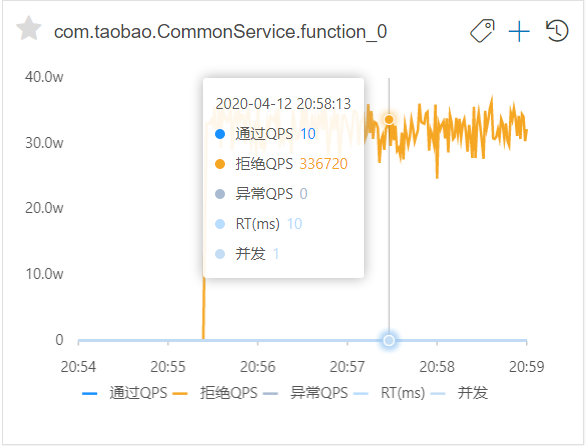 com.taobao.CommonService.function_0
40.0w
30.0w
20.0w
10.0w
0
2020-04-12 20:58:13
通过QPS 10
拒绝QPS 336720
异常QPS 0
RT(ms) 10
并发 1
20:54 20:55 20:56 20:57 20:58 20:59
通过QPS 拒绝QPS 异常QPS RT(ms) 并发